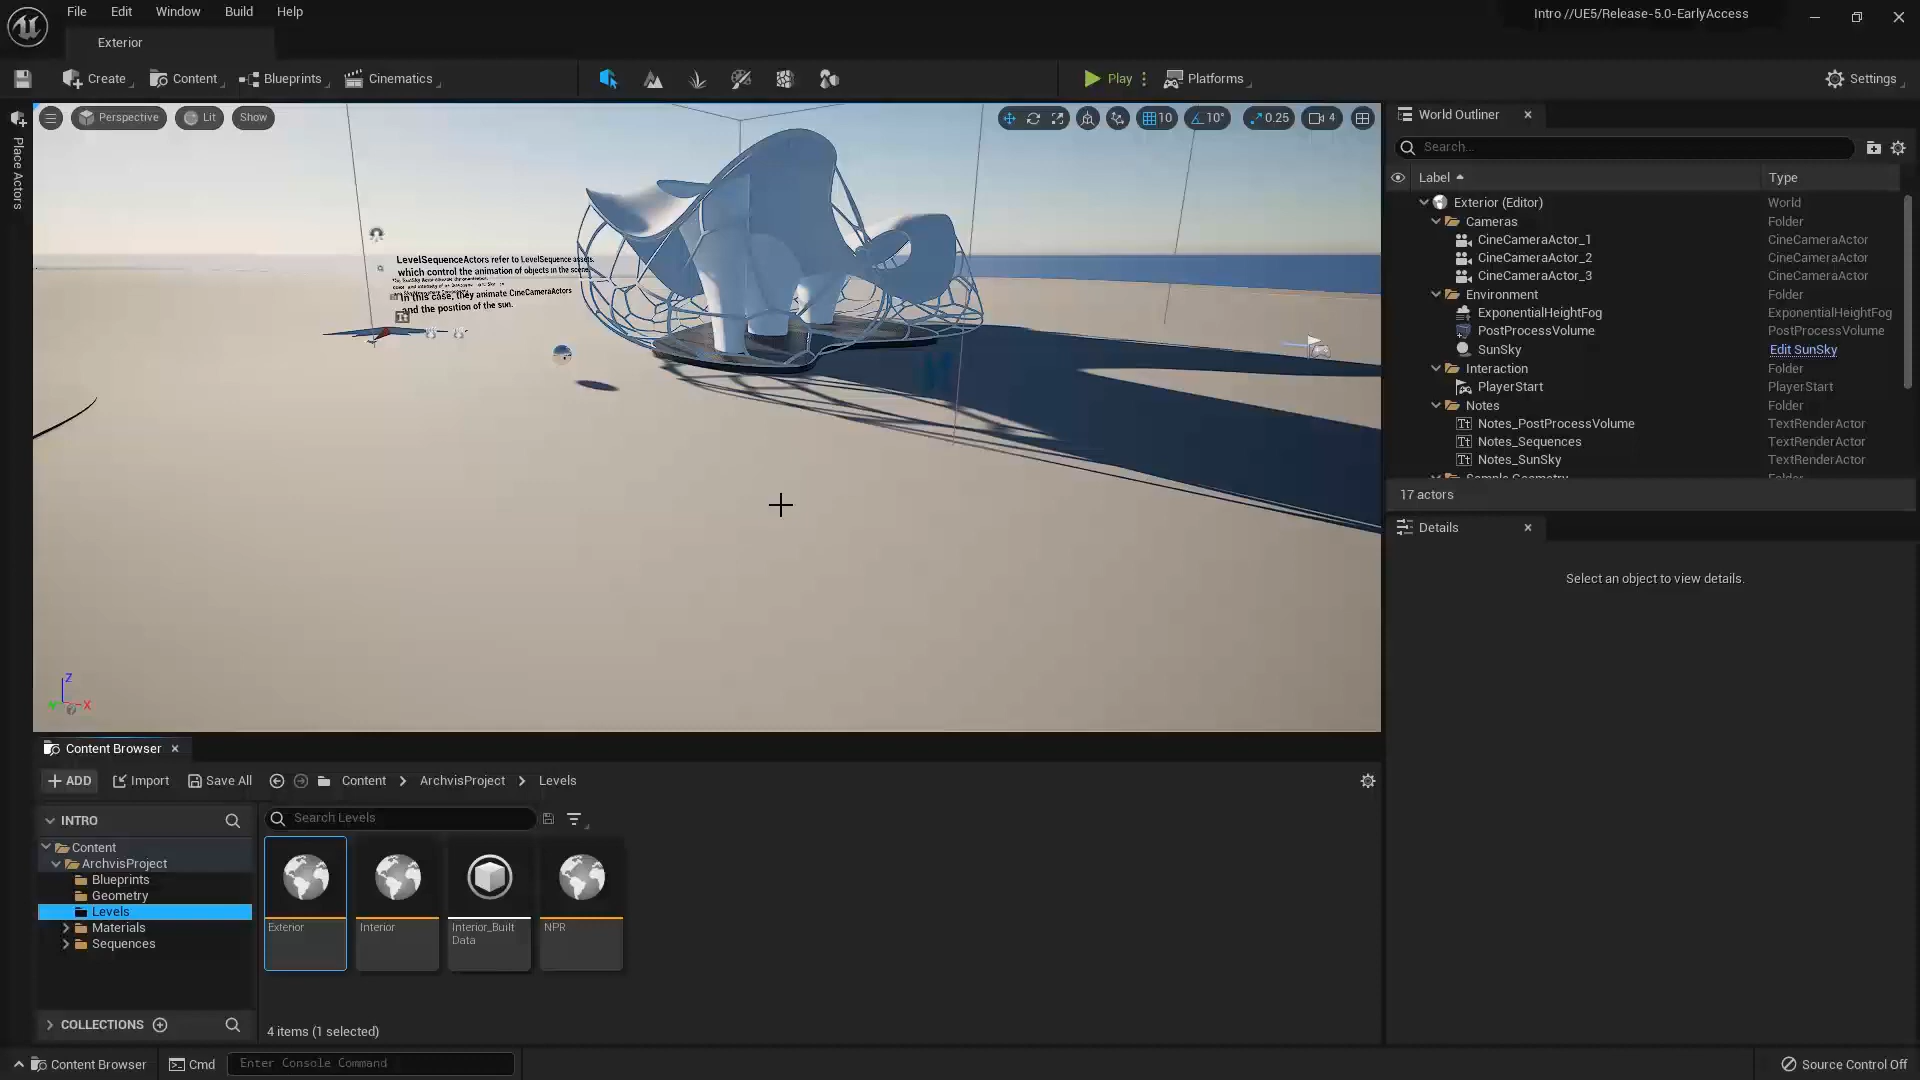 File Edit Window Build Help
Intro //UE5/Release-5.0-EarlyAccess
Exterior
Create Content Blueprints Cinematics Play Platforms Settings
Place Actors
Perspective Lit Show
10 10° 0.25 4
LevelSequenceActors refer to LevelSequence assets,
which control the animation of objects in the scene.
In this case, they animate CineCameraActors
and the position of the sun.
Z
X
World Outliner
Search...
Label Type
Exterior (Editor) World
Cameras Folder
CineCameraActor_1 CineCameraActor
CineCameraActor_2 CineCameraActor
CineCameraActor_3 CineCameraActor
Environment Folder
ExponentialHeightFog ExponentialHeightFog
PostProcessVolume PostProcessVolume
SunSky Edit SunSky
Interaction Folder
PlayerStart PlayerStart
Notes Folder
Notes_PostProcessVolume TextRenderActor
Notes_Sequences TextRenderActor
Notes_SunSky TextRenderActor
Sample Geometry Folder
17 actors
Details
Select an object to view details.
Content Browser
ADD Import Save All Content ArchvisProject Levels
INTRO
Search Levels
Content
ArchvisProject
Blueprints
Geometry
Levels
Materials
Sequences
Exterior
Interior
Interior_Built
Data
NPR
COLLECTIONS
4 items (1 selected)
Content Browser Cmd Enter Console Command Source Control Off